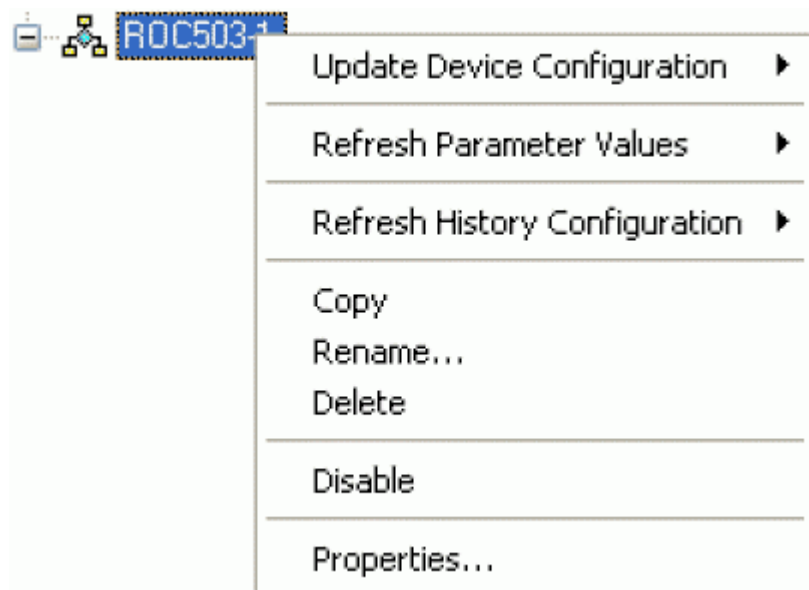 ROC503-1
Update Device Configuration
Refresh Parameter Values
Refresh History Configuration
Copy
Rename...
Delete
Disable
Properties...